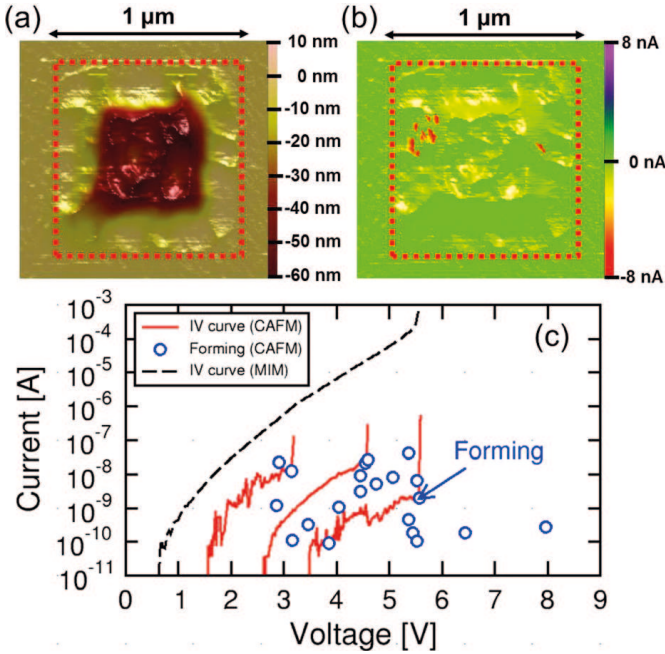 (a) 1 μm
10 nm
0 nm
-10 nm
-20 nm
-30 nm
-40 nm
-50 nm
-60 nm
(b) 1 μm
8 nA
0 nA
-8 nA
(c)
IV curve (CAFM)
Forming (CAFM)
IV curve (MIM)
Forming
Current [A]
10-3
10-4
10-5
10-6
10-7
10-8
10-9
10-10
10-11
0 1 2 3 4 5 6 7 8 9
Voltage [V]